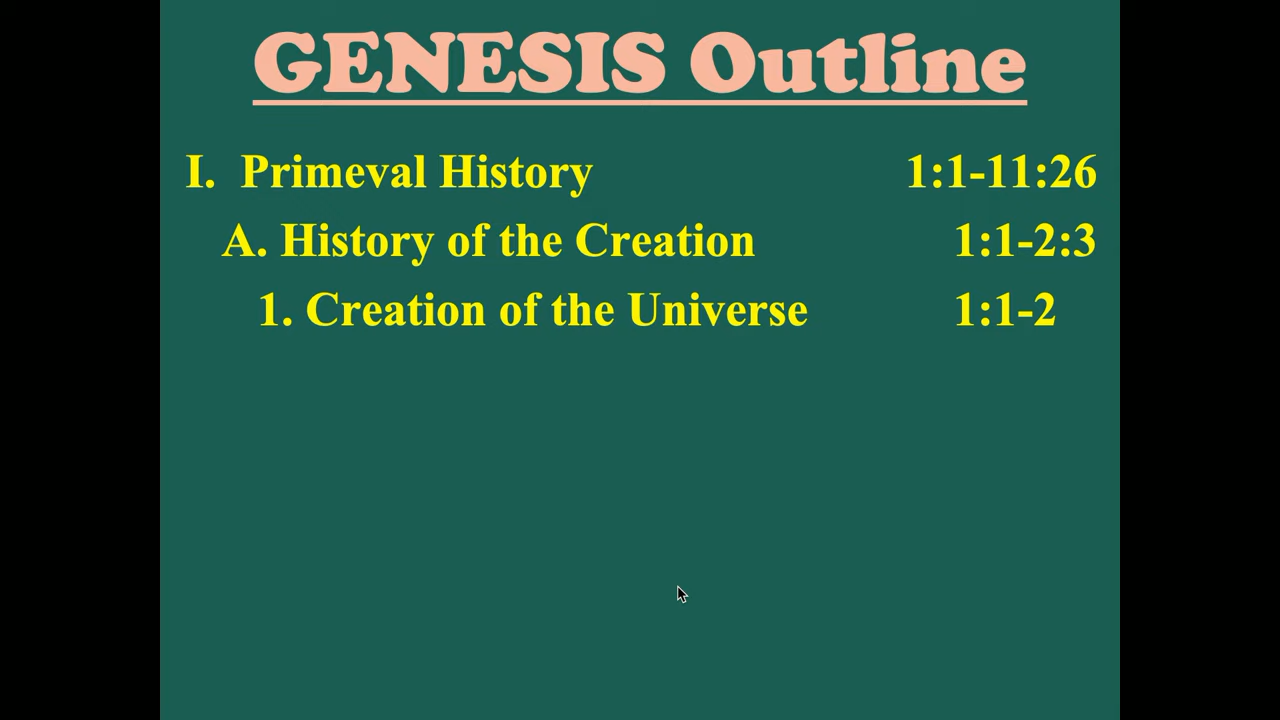 GENESIS Outline
I. Primeval History 1:1-11:26
A. History of the Creation 1:1-2:3
1. Creation of the Universe 1:1-2